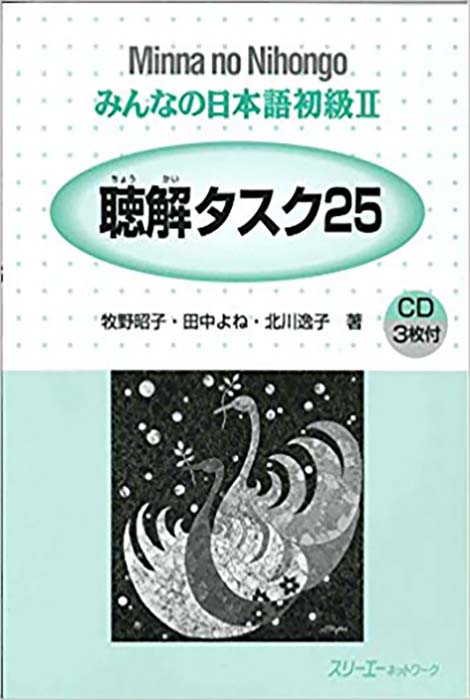 Minna no Nihongo
みんなの日本語初級Ⅱ
ちょう かい
聴解タスク25
牧野昭子・田中よね・北川逸子 著
CD
3枚付
スリーエーネットワーク